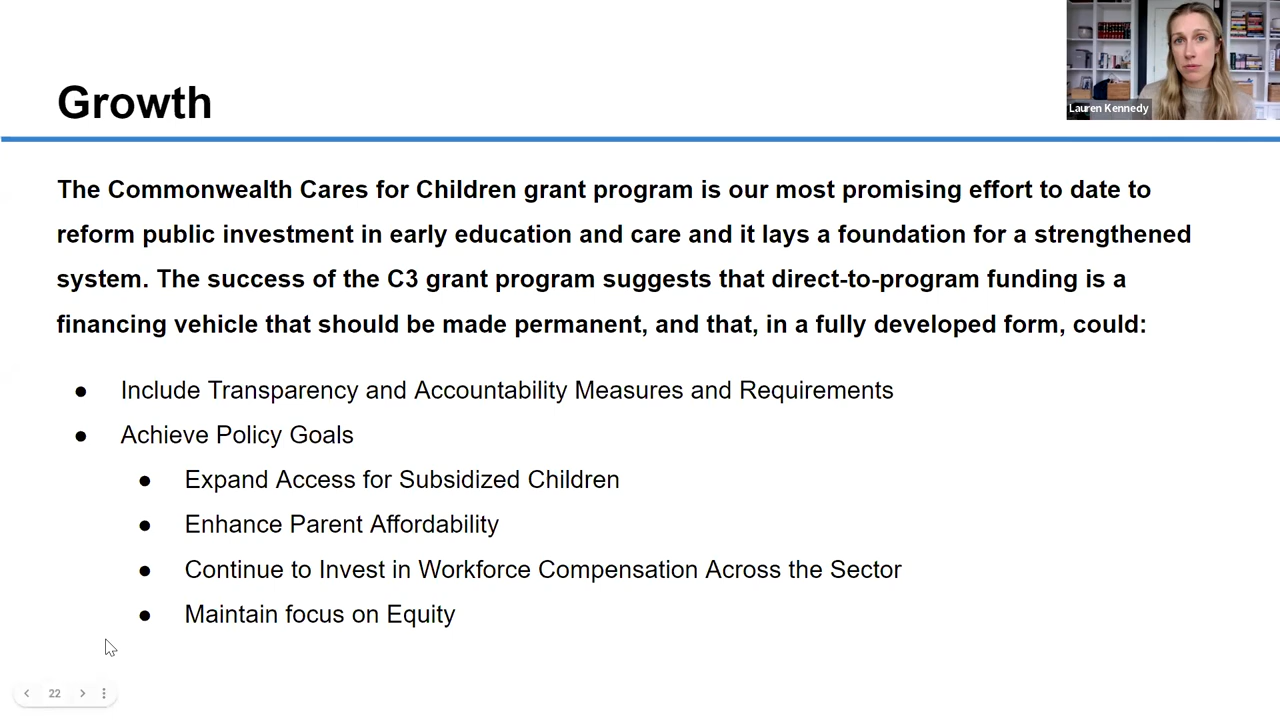 Growth
Lauren Kennedy
The Commonwealth Cares for Children grant program is our most promising effort to date to
reform public investment in early education and care and it lays a foundation for a strengthened
system. The success of the C3 grant program suggests that direct-to-program funding is a
financing vehicle that should be made permanent, and that, in a fully developed form, could:
● Include Transparency and Accountability Measures and Requirements
● Achieve Policy Goals
● Expand Access for Subsidized Children
● Enhance Parent Affordability
● Continue to Invest in Workforce Compensation Across the Sector
● Maintain focus on Equity
22